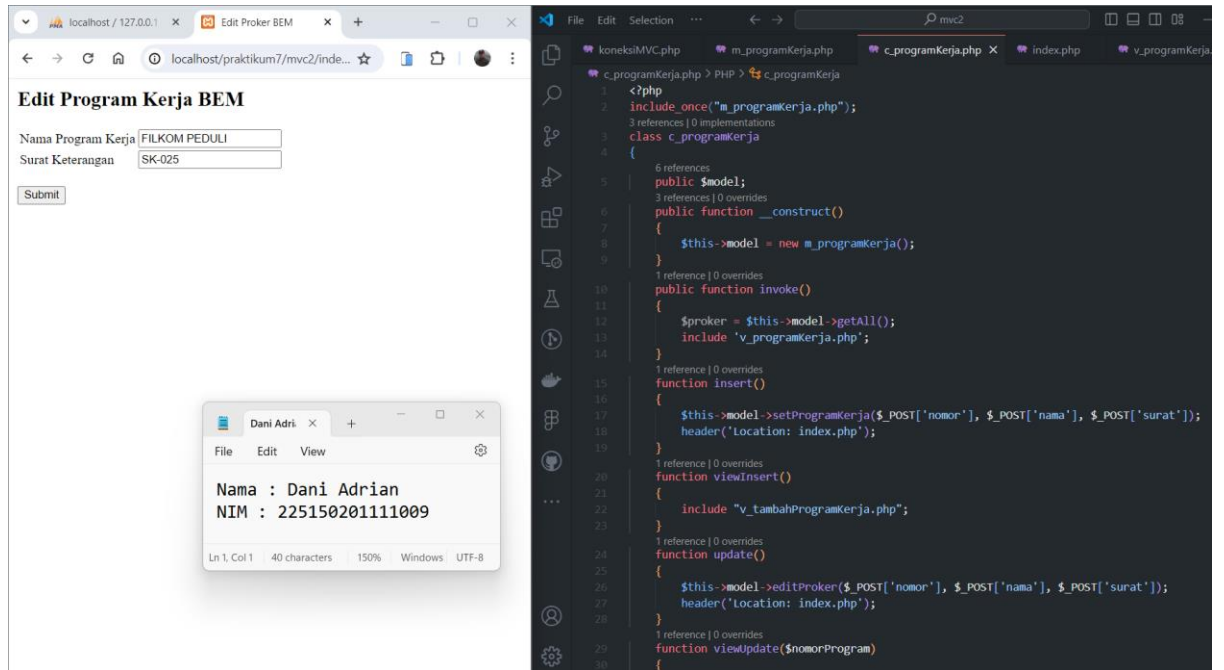 localhost / 127.0.0.1
Edit Proker BEM
localhost/praktikum7/mvc2/inde...
Edit Program Kerja BEM
Nama Program Kerja FILKOM PEDULI
Surat Keterangan SK-025
Submit
Dani Adri
File Edit View
Nama : Dani Adrian
NIM : 225150201111009
Ln 1, Col 1 40 characters 150% Windows UTF-8
File Edit Selection ... mvc2
koneksiMVC.php m_programKerja.php c_programKerja.php index.php v_programKerja.
c_programKerja.php > PHP > c_programKerja
1 <?php
2 include_once("m_programKerja.php");
3 references | 0 implementations
3 class c_programKerja
4 {
6 references
5 public $model;
3 references | 0 overrides
6 public function __construct()
7 {
8 $this->model = new m_programKerja();
9 }
1 reference | 0 overrides
10 public function invoke()
11 {
12 $proker = $this->model->getAll();
13 include 'v_programKerja.php';
14 }
1 reference | 0 overrides
15 function insert()
16 {
17 $this->model->setProgramKerja($_POST['nomor'], $_POST['nama'], $_POST['surat']);
18 header('Location: index.php');
19 }
1 reference | 0 overrides
20 function viewInsert()
21 {
22 include "v_tambahProgramKerja.php";
23 }
1 reference | 0 overrides
24 function update()
25 {
26 $this->model->editProker($_POST['nomor'], $_POST['nama'], $_POST['surat']);
27 header('Location: index.php');
28 }
1 reference | 0 overrides
29 function viewUpdate($nomorProgram)
30 {